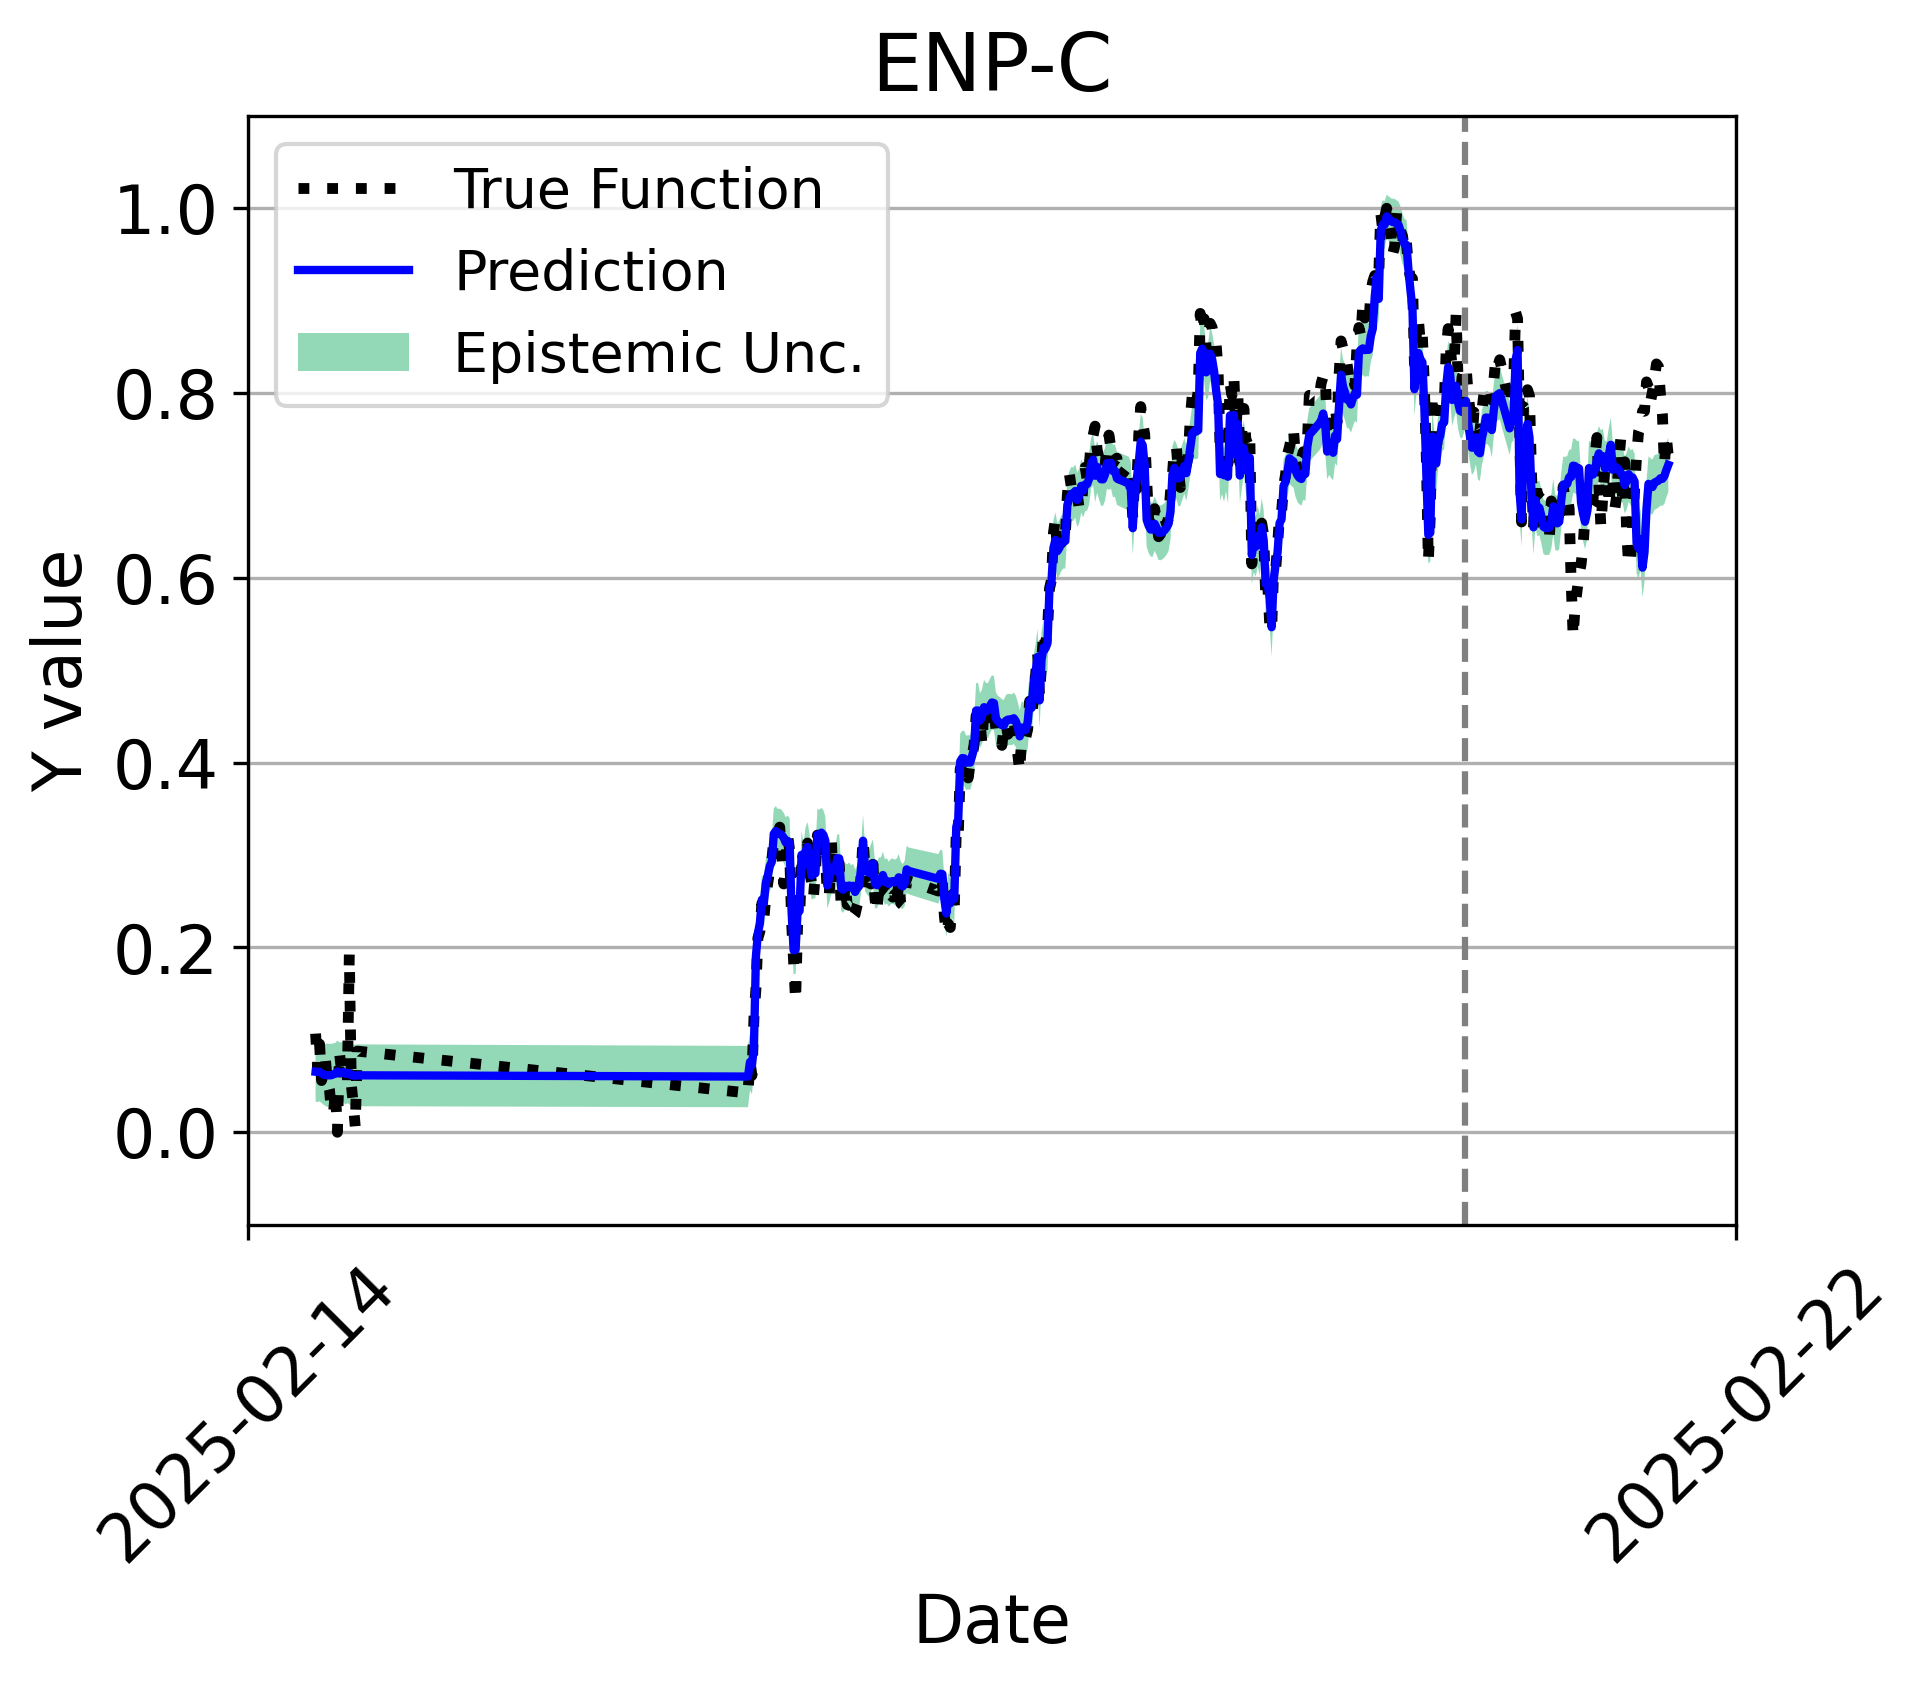 ENP-C
True Function
Prediction
Epistemic Unc.
1.0
0.8
0.6
0.4
0.2
0.0
Y value
2025-02-14
2025-02-22
Date